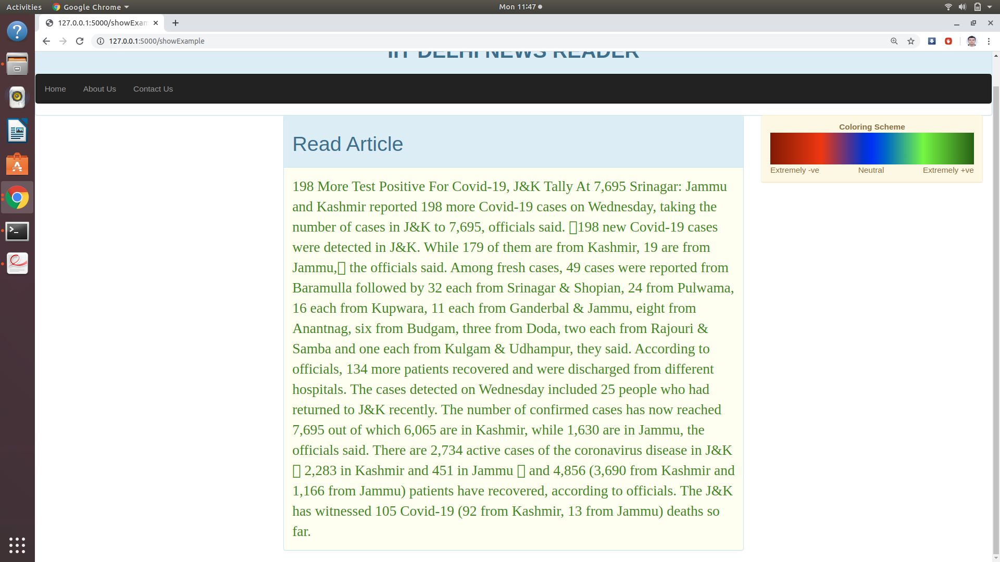 Activities
Google Chrome
Mon 11:47
127.0.0.1:5000/showExam
127.0.0.1:5000/showExample
IIT DELHI NEWS READER
Home About Us Contact Us
Read Article
198 More Test Positive For Covid-19, J&K Tally At 7,695 Srinagar: Jammu
and Kashmir reported 198 more Covid-19 cases on Wednesday, taking the
number of cases in J&K to 7,695, officials said. 198 new Covid-19 cases
were detected in J&K. While 179 of them are from Kashmir, 19 are from
Jammu, the officials said. Among fresh cases, 49 cases were reported from
Baramulla followed by 32 each from Srinagar & Shopian, 24 from Pulwama,
16 each from Kupwara, 11 each from Ganderbal & Jammu, eight from
Anantnag, six from Budgam, three from Doda, two each from Rajouri &
Samba and one each from Kulgam & Udhampur, they said. According to
officials, 134 more patients recovered and were discharged from different
hospitals. The cases detected on Wednesday included 25 people who had
returned to J&K recently. The number of confirmed cases has now reached
7,695 out of which 6,065 are in Kashmir, while 1,630 are in Jammu, the
officials said. There are 2,734 active cases of the coronavirus disease in J&K
2,283 in Kashmir and 451 in Jammu and 4,856 (3,690 from Kashmir and
1,166 from Jammu) patients have recovered, according to officials. The J&K
has witnessed 105 Covid-19 (92 from Kashmir, 13 from Jammu) deaths so
far.
Coloring Scheme
Extremely -ve Neutral Extremely +ve